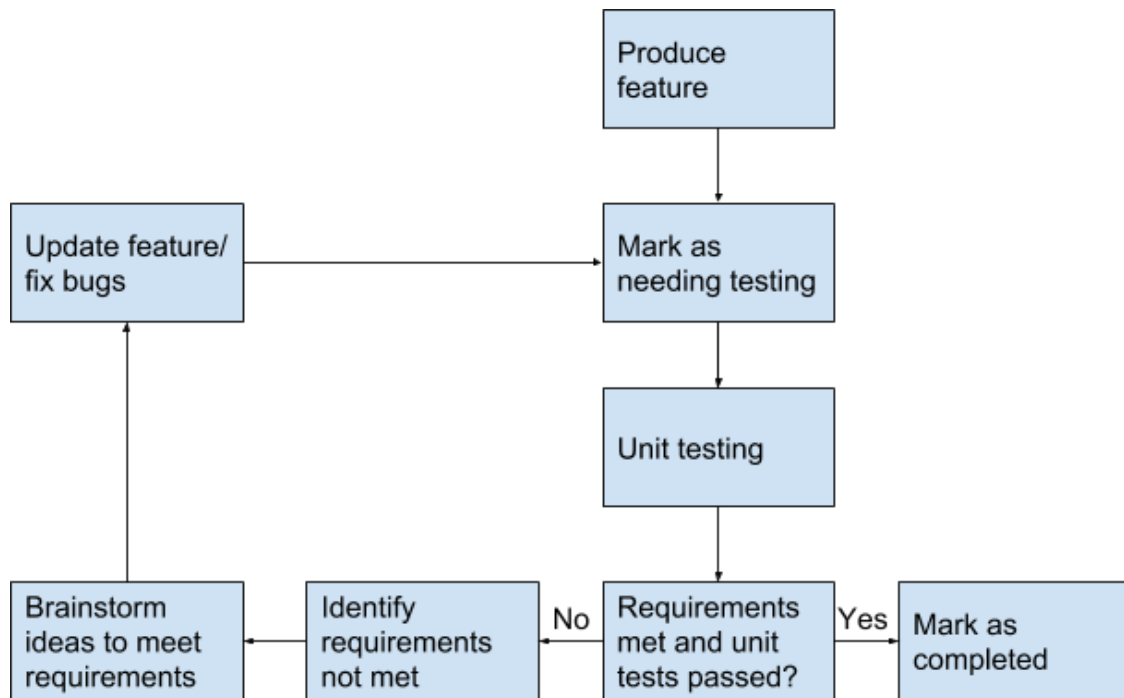 Produce
feature
Update feature/
fix bugs
Mark as
needing testing
Unit testing
Brainstorm
ideas to meet
requirements
Identify
requirements
not met
No
Requirements
met and unit
tests passed?
Yes
Mark as
completed